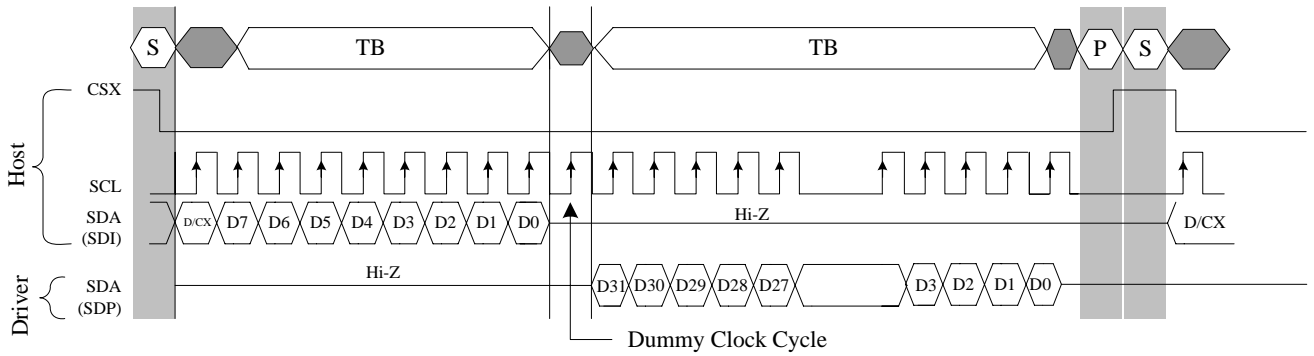 S TB TB P S
CSX
Host
SCL
SDA
(SDI)
D/CX D7 D6 D5 D4 D3 D2 D1 D0 Hi-Z D/CX
Driver
SDA
(SDP)
Hi-Z D31 D30 D29 D28 D27 D3 D2 D1 D0
Dummy Clock Cycle